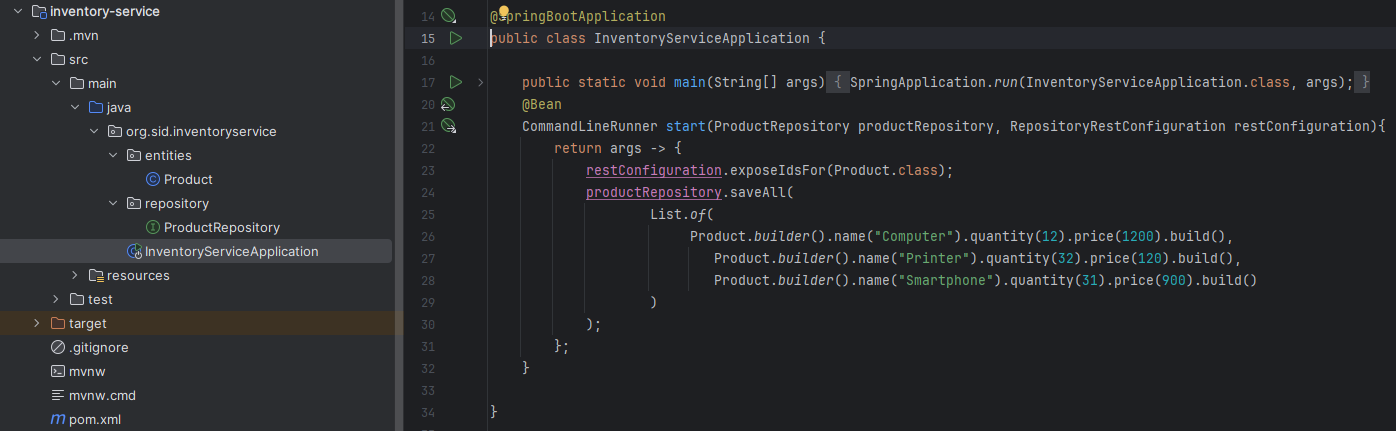 inventory-service
.mvn
src
main
java
org.sid.inventoryservice
entities
Product
repository
ProductRepository
InventoryServiceApplication
resources
test
target
.gitignore
mvnw
mvnw.cmd
pom.xml
14 @SpringBootApplication
15 public class InventoryServiceApplication {
16
17 public static void main(String[] args) { SpringApplication.run(InventoryServiceApplication.class, args); }
20 @Bean
21 CommandLineRunner start(ProductRepository productRepository, RepositoryRestConfiguration restConfiguration){
22 return args -> {
23 restConfiguration.exposeIdsFor(Product.class);
24 productRepository.saveAll(
25 List.of(
26 Product.builder().name("Computer").quantity(12).price(1200).build(),
27 Product.builder().name("Printer").quantity(32).price(120).build(),
28 Product.builder().name("Smartphone").quantity(31).price(900).build()
29 )
30 );
31 };
32 }
33
34 }